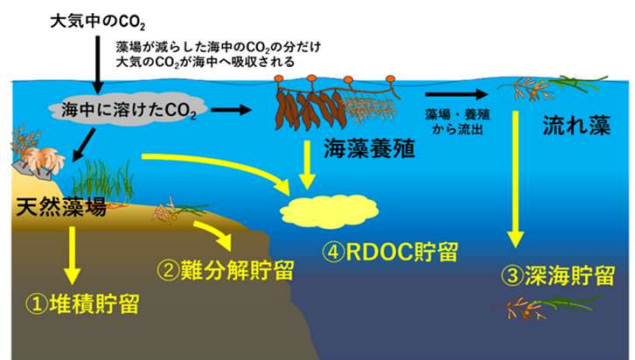 大気中のCO₂
藻場が減らした海中のCO₂の分だけ
大気のCO₂が海中へ吸収される
海中に溶けたCO₂
藻場・養殖
から流出
流れ藻
海藻養殖
天然藻場
①堆積貯留
②難分解貯留
④RDOC貯留
③深海貯留